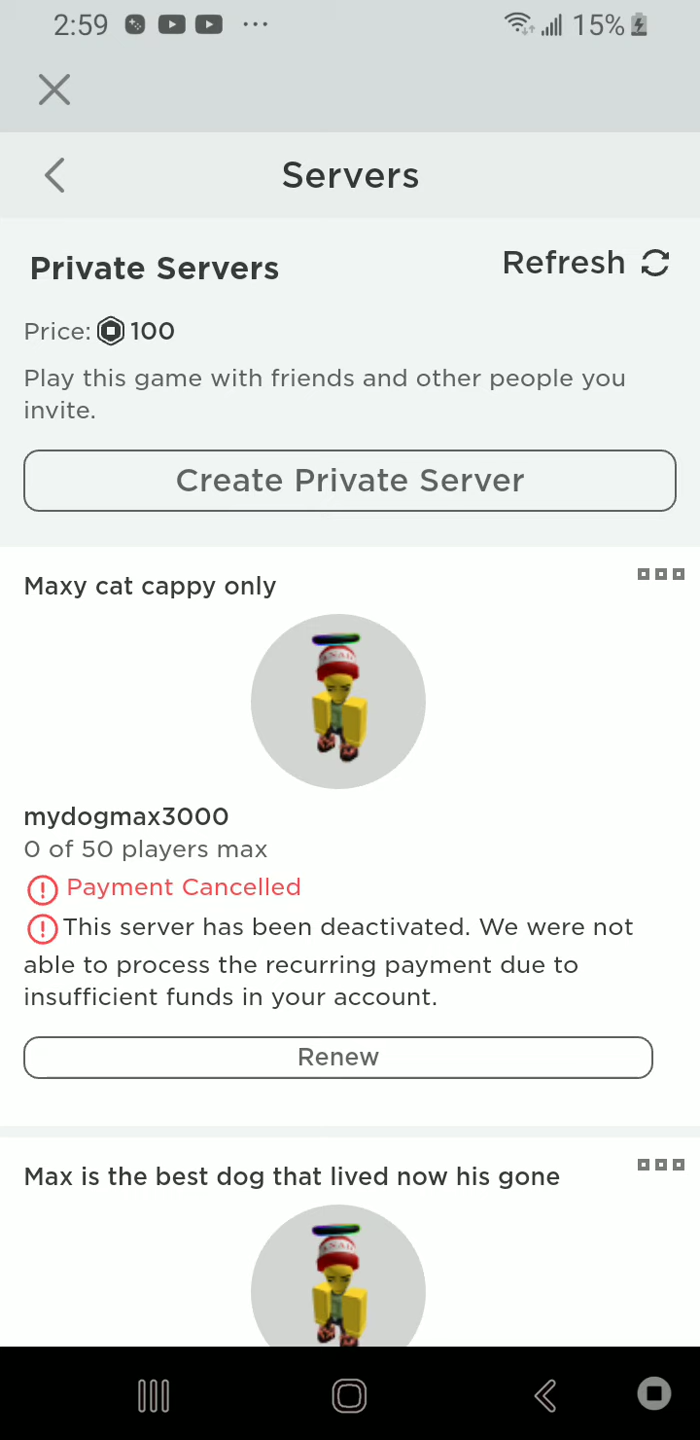 2:59
15%
Servers
Private Servers
Refresh
Price: 100
Play this game with friends and other people you
invite.
Create Private Server
Maxy cat cappy only
mydogmax3000
0 of 50 players max
Payment Cancelled
This server has been deactivated. We were not
able to process the recurring payment due to
insufficient funds in your account.
Renew
Max is the best dog that lived now his gone